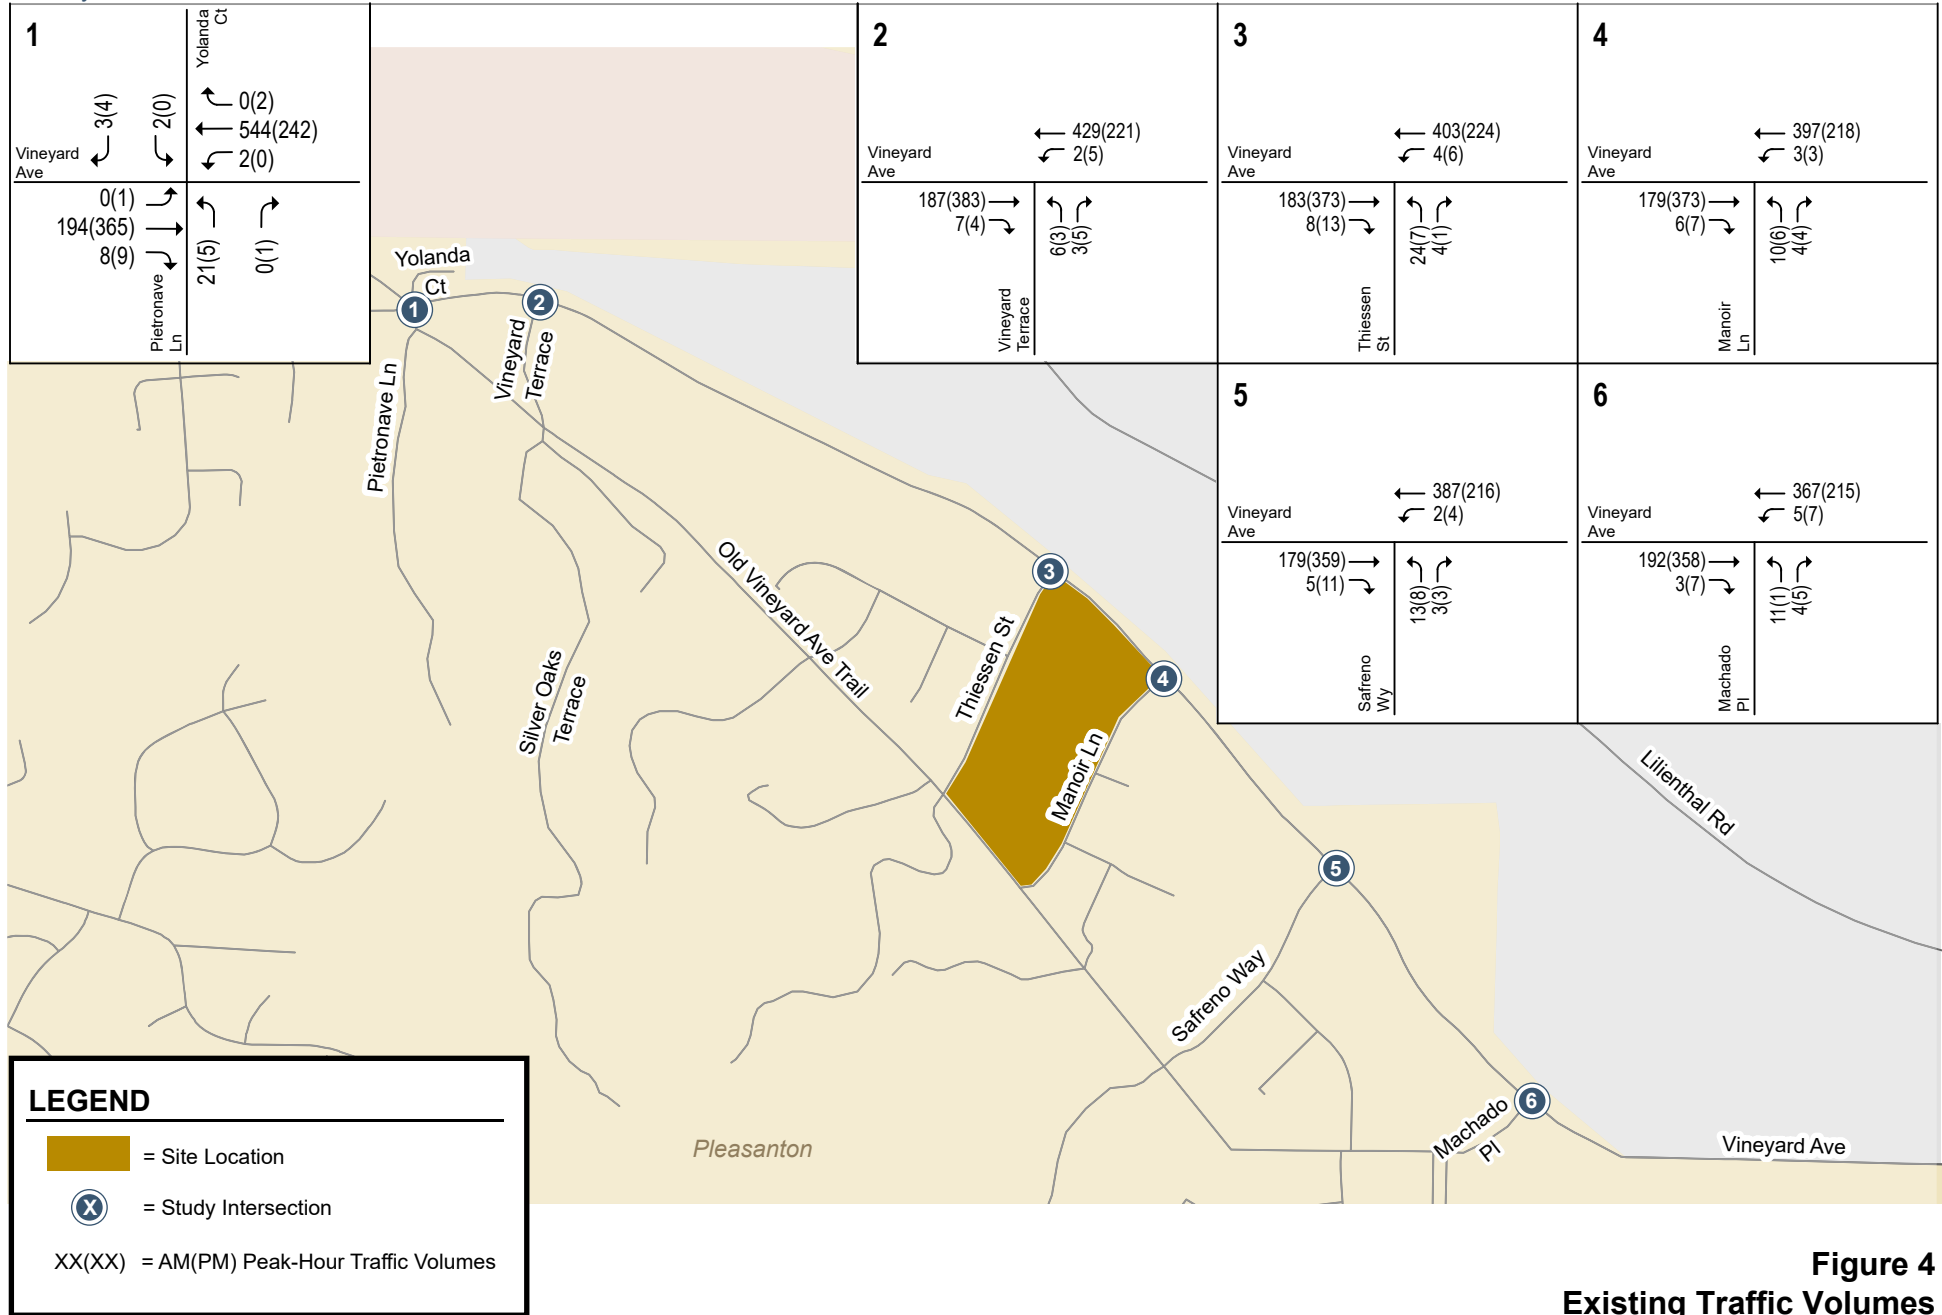 1
Yolanda
Ct
3(4)
2(0)
0(2)
544(242)
2(0)
Vineyard
Ave
0(1)
194(365)
8(9)
21(5)
0(1)
Pietronave
Ln
2
429(221)
2(5)
Vineyard
Ave
187(383)
7(4)
6(3)
3(5)
Vineyard
Terrace
3
403(224)
4(6)
Vineyard
Ave
183(373)
8(13)
24(7)
4(1)
Thiessen
St
4
397(218)
3(3)
Vineyard
Ave
179(373)
6(7)
10(6)
4(4)
Manoir
Ln
5
387(216)
2(4)
Vineyard
Ave
179(359)
5(11)
13(8)
3(3)
Safreno
Wy
6
367(215)
5(7)
Vineyard
Ave
192(358)
3(7)
11(1)
4(5)
Machado
Pl
Yolanda
Ct
1
2
Vineyard
Terrace
Pietronave Ln
Old Vineyard Ave Trail
3
Thiessen St
4
Silver Oaks
Terrace
Manoir Ln
Lilienthal Rd
5
Safreno Way
6
Machado
Pl
Vineyard Ave
Pleasanton
LEGEND
= Site Location
X
= Study Intersection
XX(XX)
= AM(PM) Peak-Hour Traffic Volumes
Figure 4
Existing Traffic Volumes